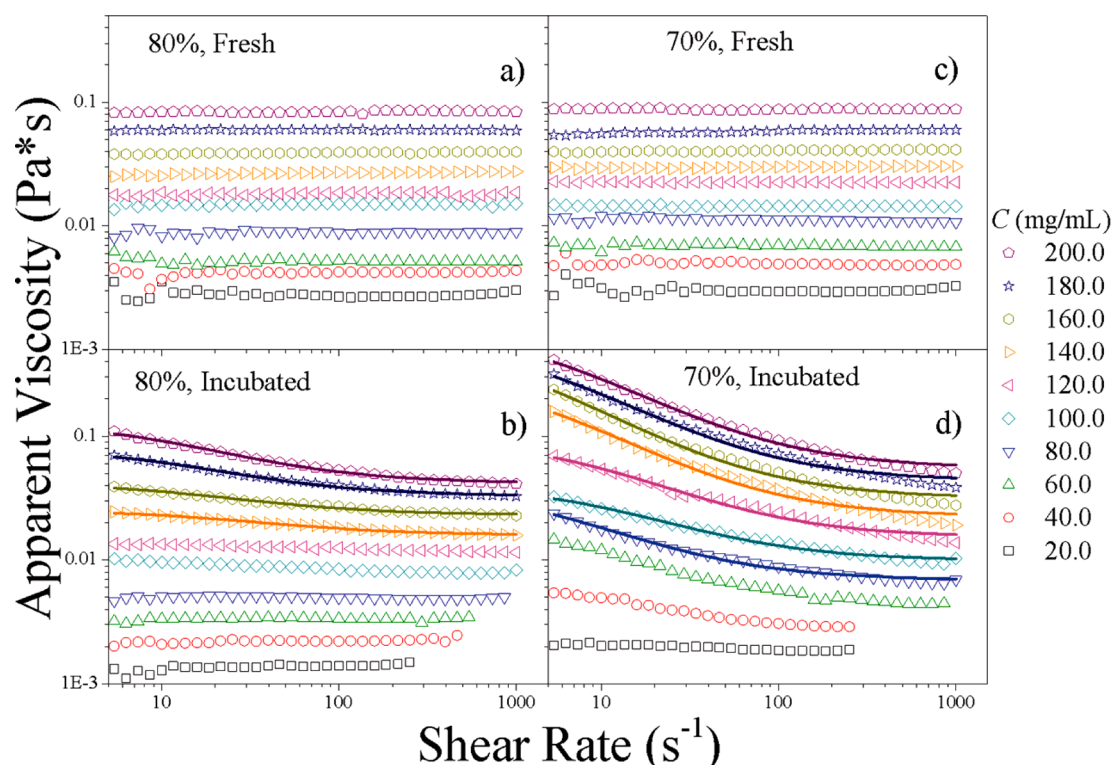 80%, Fresh
a)
70%, Fresh
c)
0.1
0.01
1E-3
80%, Incubated
b)
70%, Incubated
d)
0.1
0.01
1E-3
10
100
1000
10
100
1000
Apparent Viscosity (Pa*s)
Shear Rate (s⁻¹)
C (mg/mL)
200.0
180.0
160.0
140.0
120.0
100.0
80.0
60.0
40.0
20.0